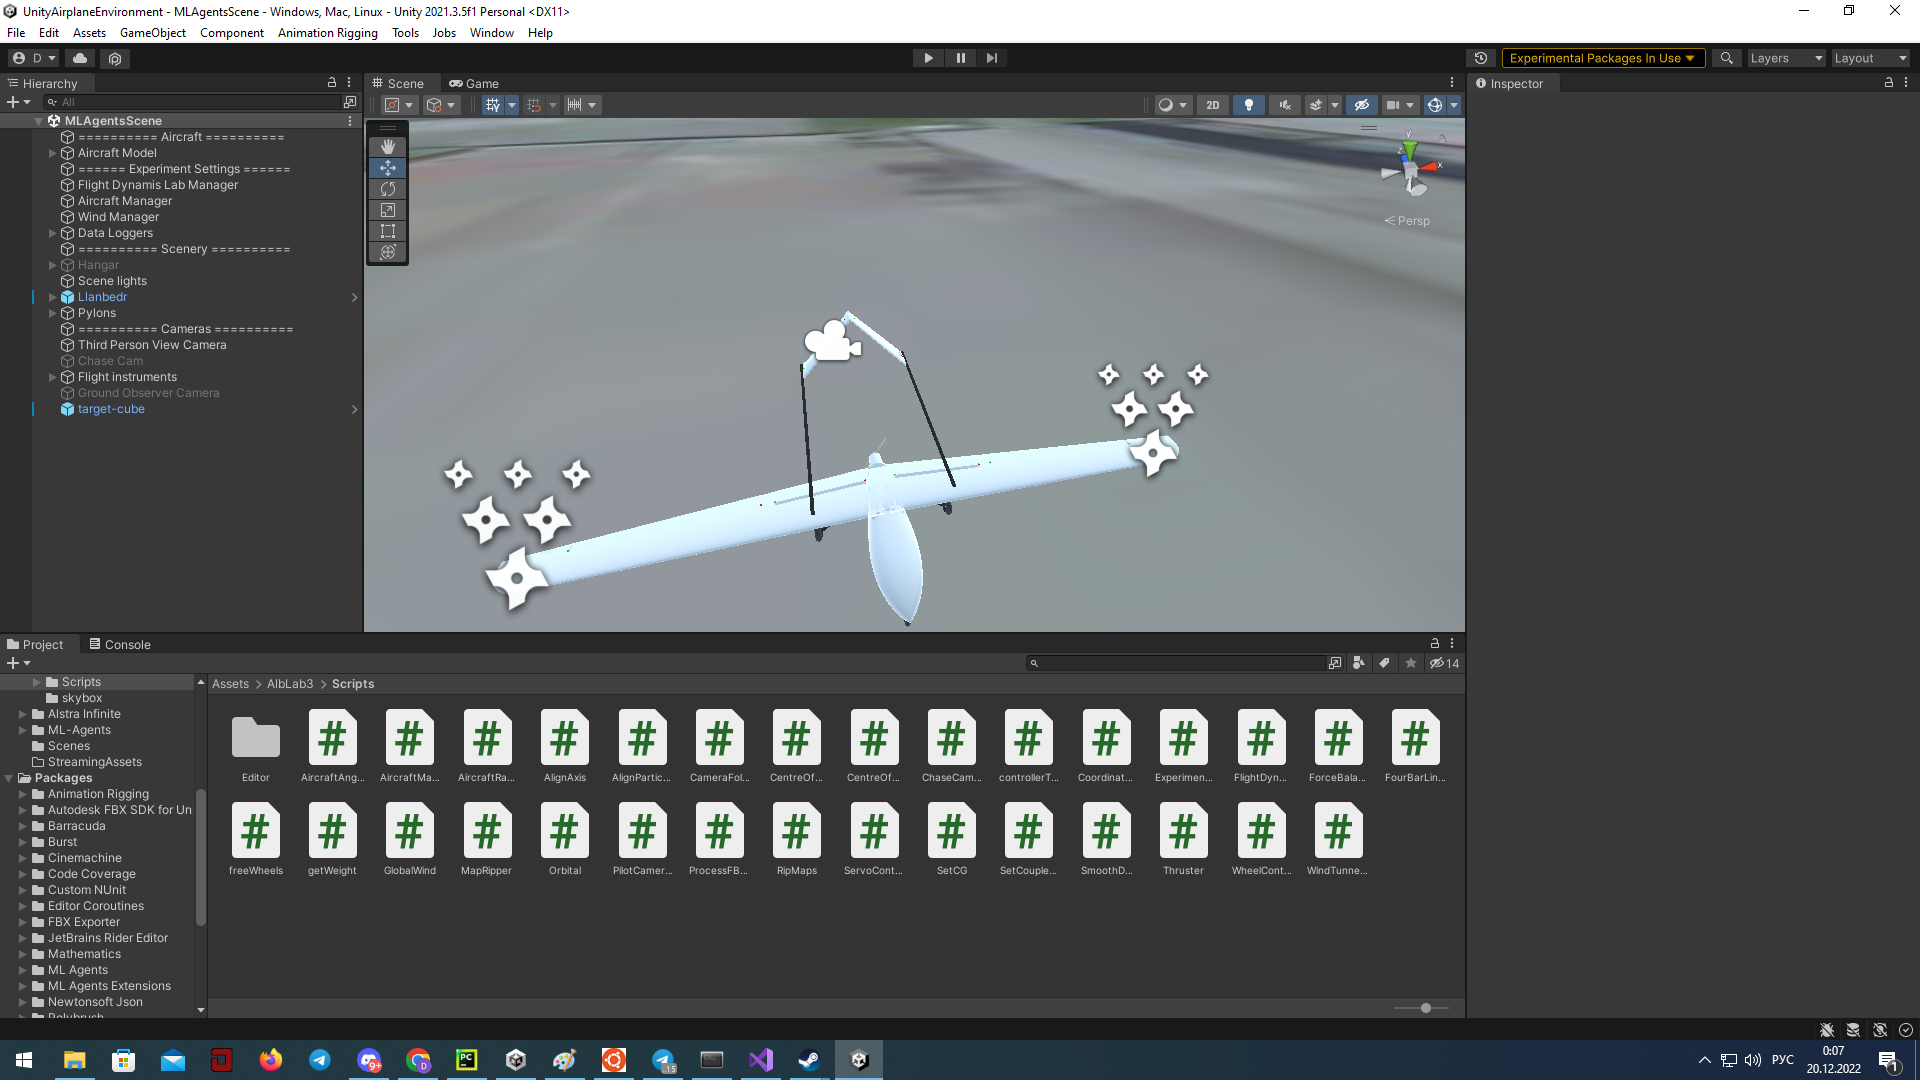 UnityAirplaneEnvironment - MLAgentsScene - Windows, Mac, Linux - Unity 2021.3.5f1 Personal <DX11>
File Edit Assets GameObject Component Animation Rigging Tools Jobs Window Help
D Experimental Packages In Use Layers Layout
Hierarchy
All
MLAgentsScene
========== Aircraft ==========
Aircraft Model
====== Experiment Settings ======
Flight Dynamis Lab Manager
Aircraft Manager
Wind Manager
Data Loggers
========== Scenery ==========
Hangar
Scene lights
Llanbedr
Pylons
========== Cameras ==========
Third Person View Camera
Chase Cam
Flight instruments
Ground Observer Camera
target-cube
Scene Game
2D
y
x
z
Persp
Inspector
Project Console
14
Scripts
skybox
Alstra Infinite
ML-Agents
Scenes
StreamingAssets
Packages
Animation Rigging
Autodesk FBX SDK for Un
Barracuda
Burst
Cinemachine
Code Coverage
Custom NUnit
Editor Coroutines
FBX Exporter
JetBrains Rider Editor
Mathematics
ML Agents
ML Agents Extensions
Newtonsoft Json
Polybrush
Assets > AlbLab3 > Scripts
Editor AircraftAng... AircraftMa... AircraftRa... AlignAxis AlignPartic... CameraFol... CentreOf... CentreOf... ChaseCam... controllerT... Coordinat... Experimen... FlightDyn... ForceBala... FourBarLin...
freeWheels getWeight GlobalWind MapRipper Orbital PilotCamer... ProcessFB... RipMaps ServoCont... SetCG SetCouple... SmoothD... Thruster WheelCont... WindTunne...
РУС
0:07
20.12.2022
1